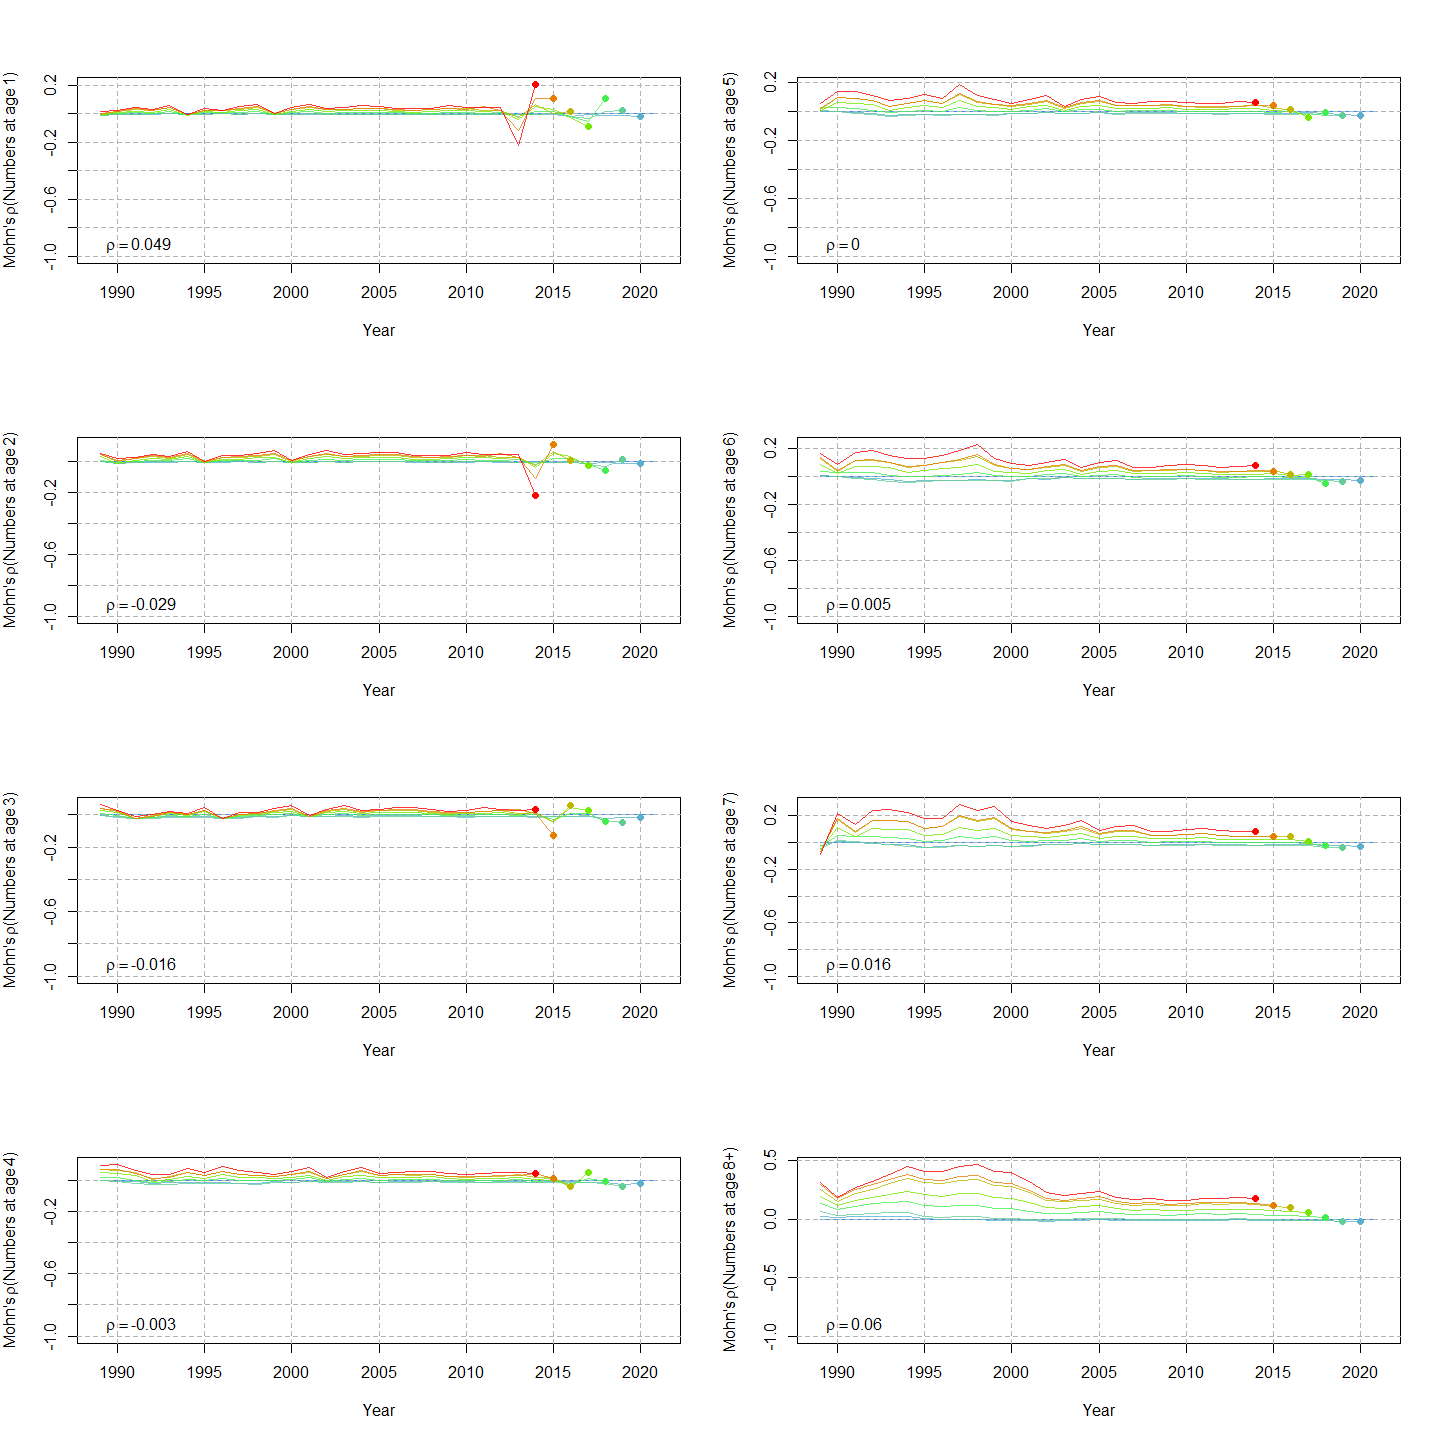 Mohn's ρ(Numbers at age 1)
0.2
-0.2
-0.6
-1.0
ρ = 0.049
1990 1995 2000 2005 2010 2015 2020
Year
Mohn's ρ(Numbers at age 5)
0.2
-0.2
-0.6
-1.0
ρ = 0
1990 1995 2000 2005 2010 2015 2020
Year
Mohn's ρ(Numbers at age 2)
-0.2
-0.6
-1.0
ρ = -0.029
1990 1995 2000 2005 2010 2015 2020
Year
Mohn's ρ(Numbers at age 6)
0.2
-0.2
-0.6
-1.0
ρ = 0.005
1990 1995 2000 2005 2010 2015 2020
Year
Mohn's ρ(Numbers at age 3)
-0.2
-0.6
-1.0
ρ = -0.016
1990 1995 2000 2005 2010 2015 2020
Year
Mohn's ρ(Numbers at age 7)
0.2
-0.2
-0.6
-1.0
ρ = 0.016
1990 1995 2000 2005 2010 2015 2020
Year
Mohn's ρ(Numbers at age 4)
-0.2
-0.6
-1.0
ρ = -0.003
1990 1995 2000 2005 2010 2015 2020
Year
Mohn's ρ(Numbers at age 8+)
0.5
0.0
-0.5
-1.0
ρ = 0.06
1990 1995 2000 2005 2010 2015 2020
Year